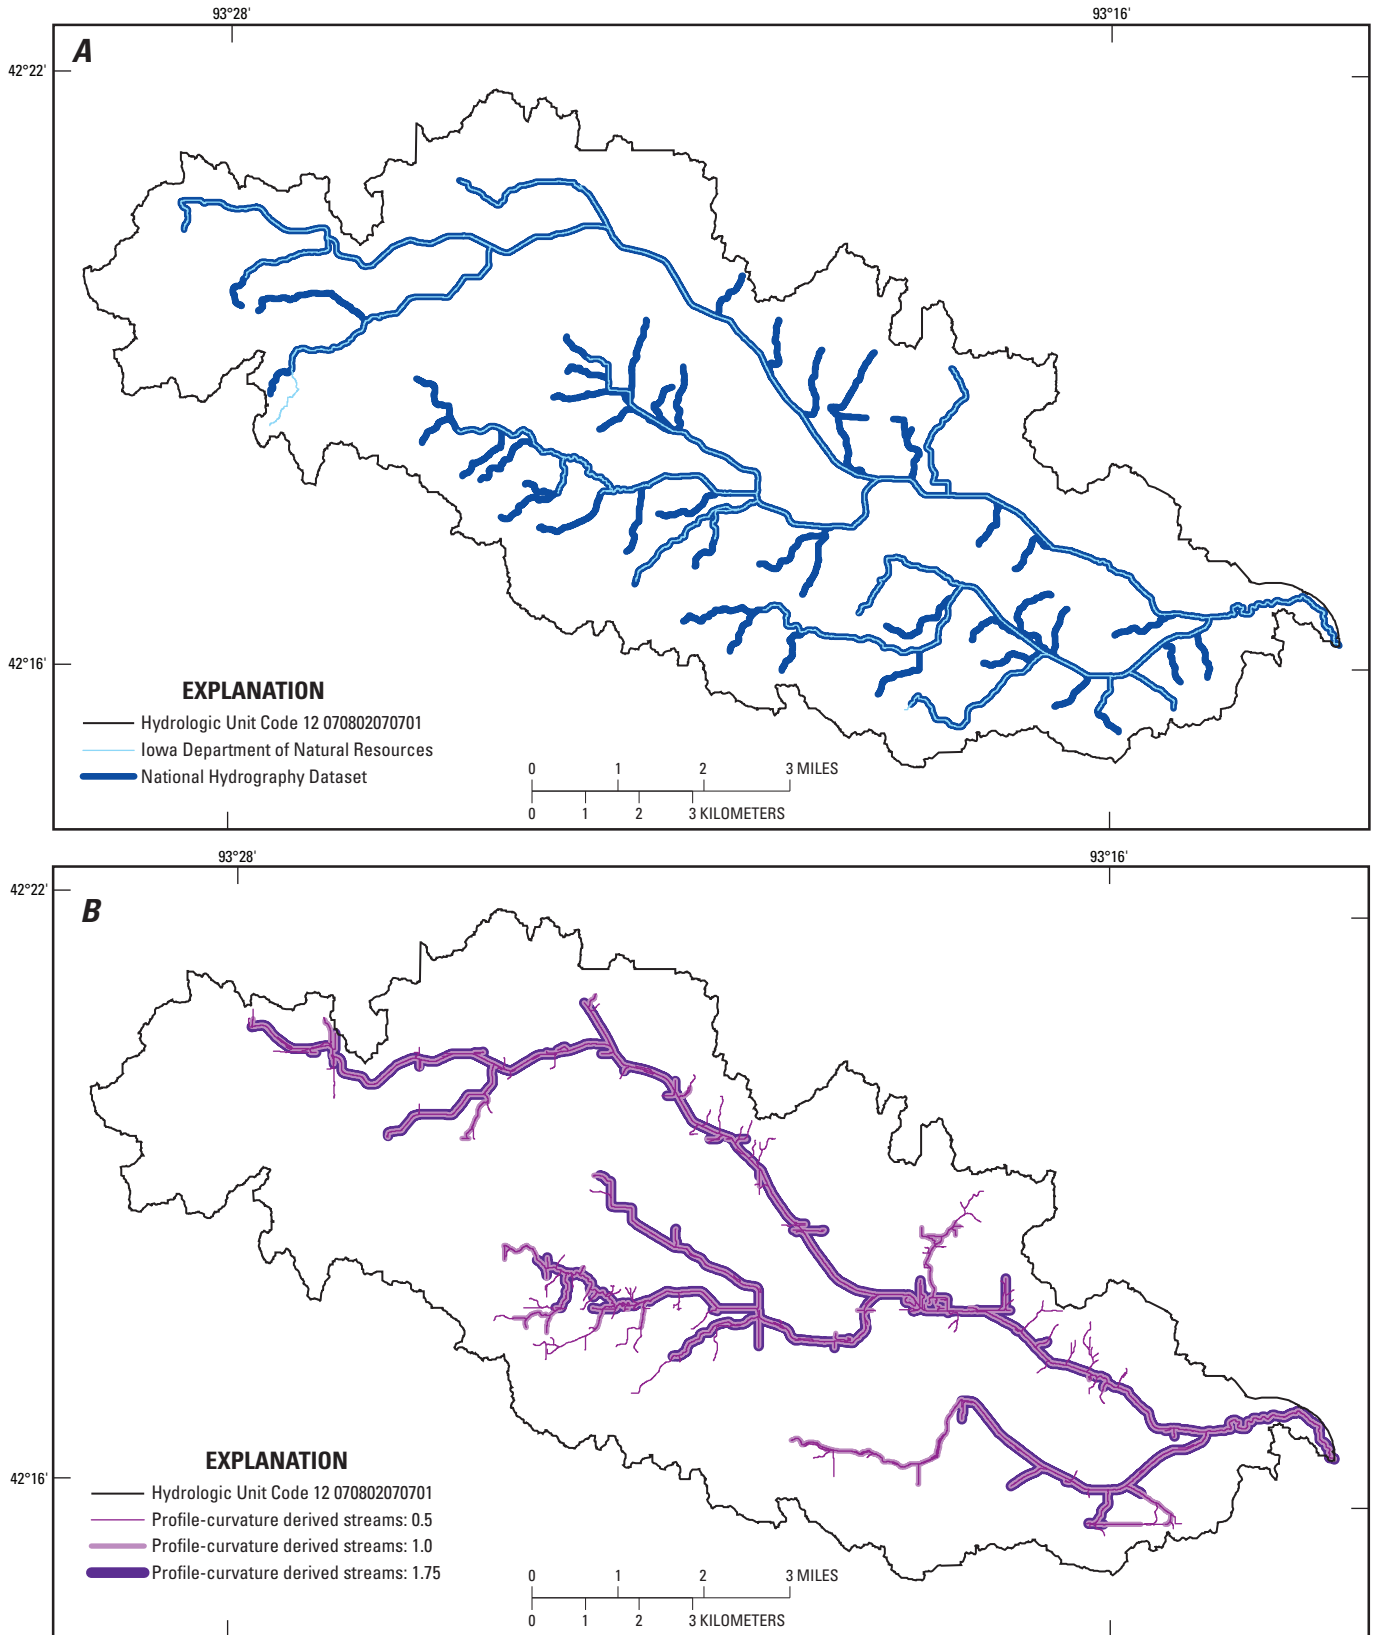 93°28'
93°16'
42°22'
A
42°16'
EXPLANATION
Hydrologic Unit Code 12 070802070701
Iowa Department of Natural Resources
National Hydrography Dataset
0 1 2 3 MILES
0 1 2 3 KILOMETERS
93°28'
93°16'
42°22'
B
42°16'
EXPLANATION
Hydrologic Unit Code 12 070802070701
Profile-curvature derived streams: 0.5
Profile-curvature derived streams: 1.0
Profile-curvature derived streams: 1.75
0 1 2 3 MILES
0 1 2 3 KILOMETERS